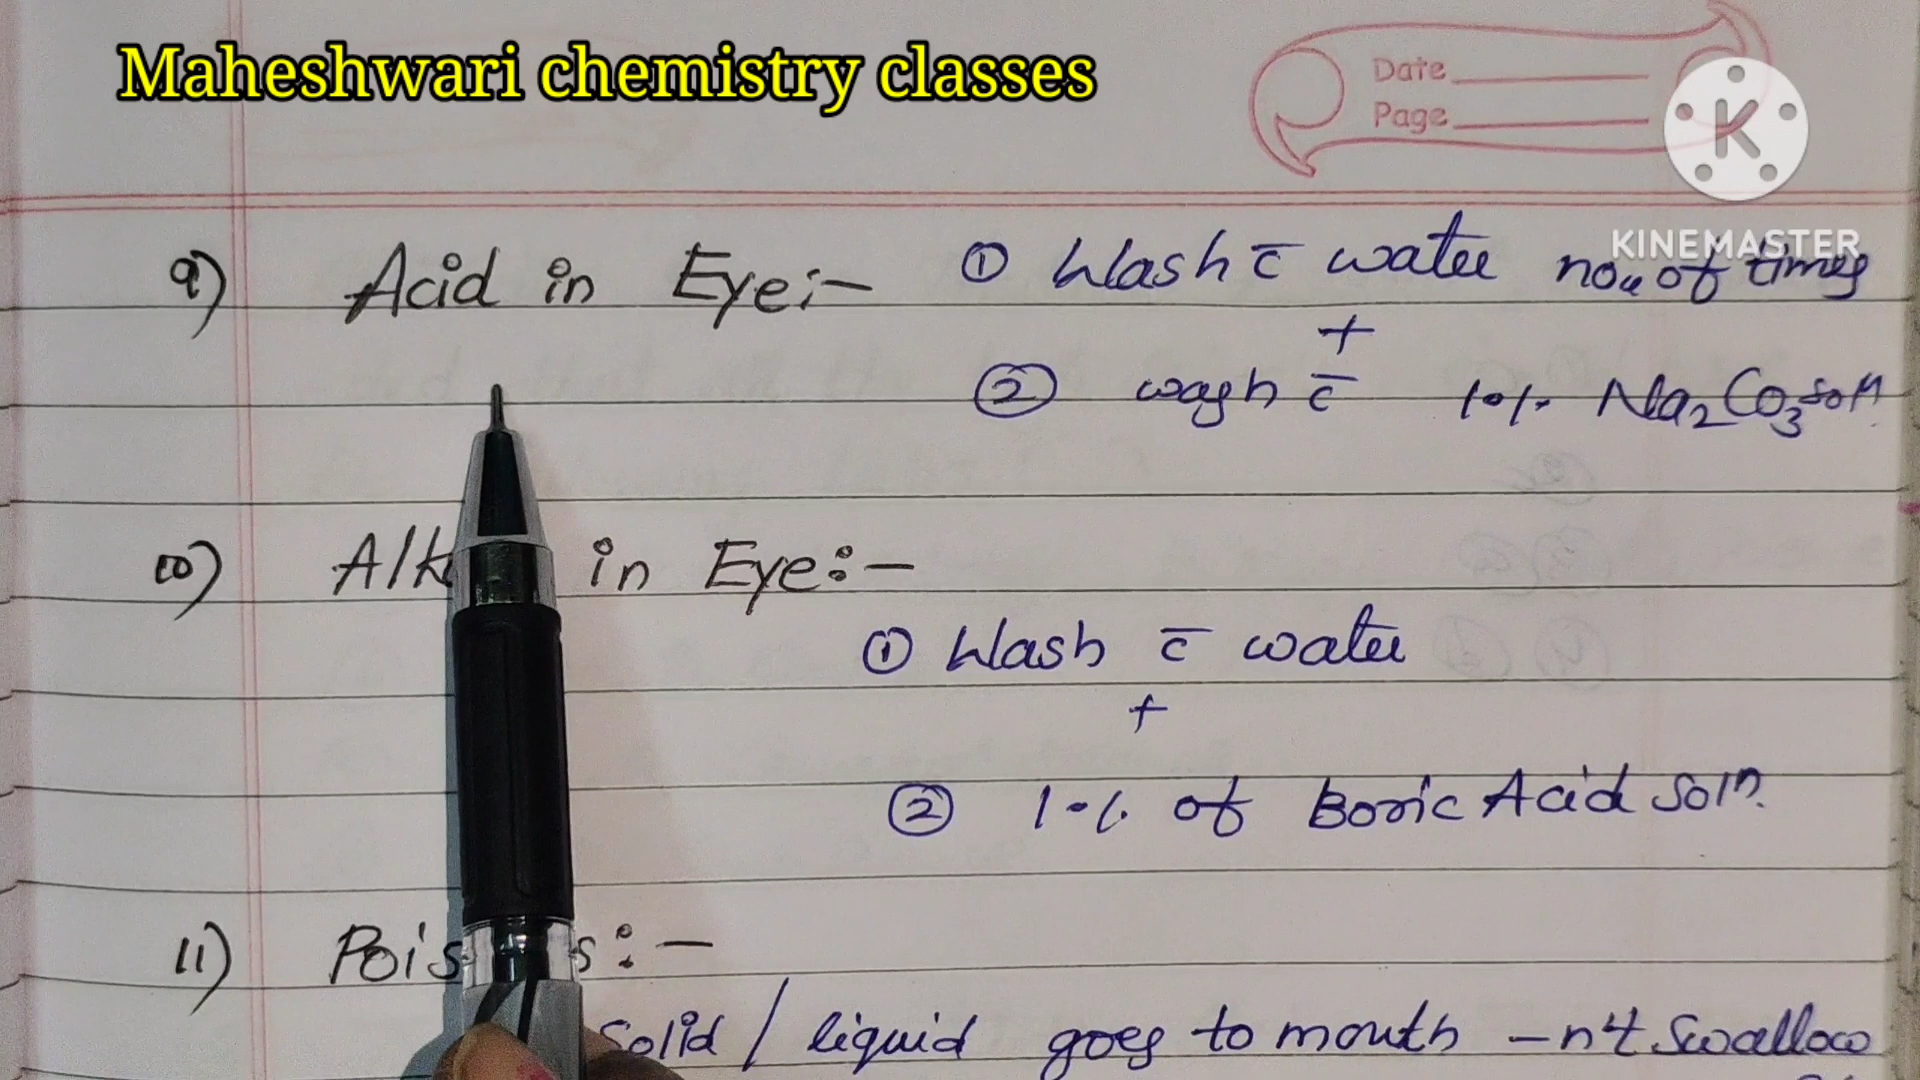 Maheshwari chemistry classes
Date
Page
KINEMASTER
9) Acid in Eye:- ① Wash c̄ water no. of times
+
② wash c̄ 1% Na₂CO₃ soln.
10) Alk in Eye:-
① Wash c̄ water
+
② 1% of Boric Acid soln.
11) Pois s:-
Solid / liquid goes to mouth -n't swallow